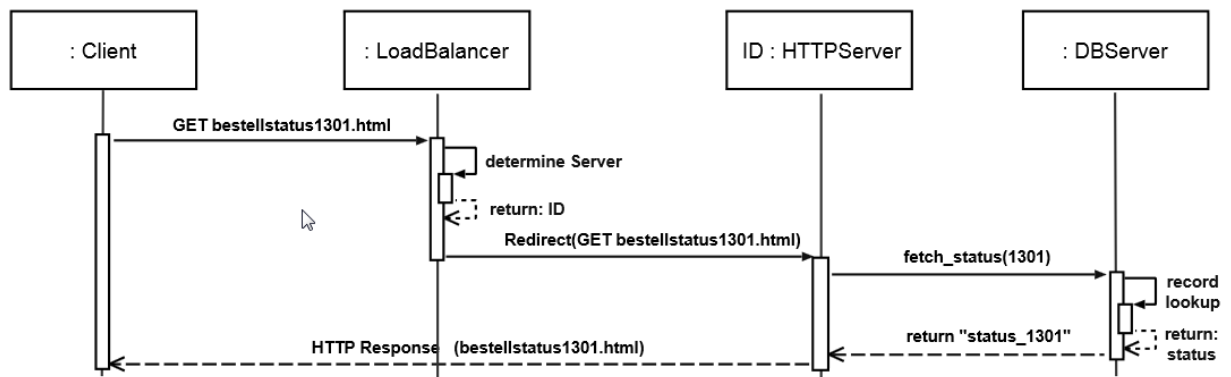 : Client
: LoadBalancer
ID : HTTPServer
: DBServer
GET bestellstatus1301.html
determine Server
return: ID
Redirect(GET bestellstatus1301.html)
fetch_status(1301)
record
lookup
return "status_1301"
return:
status
HTTP Response (bestellstatus1301.html)